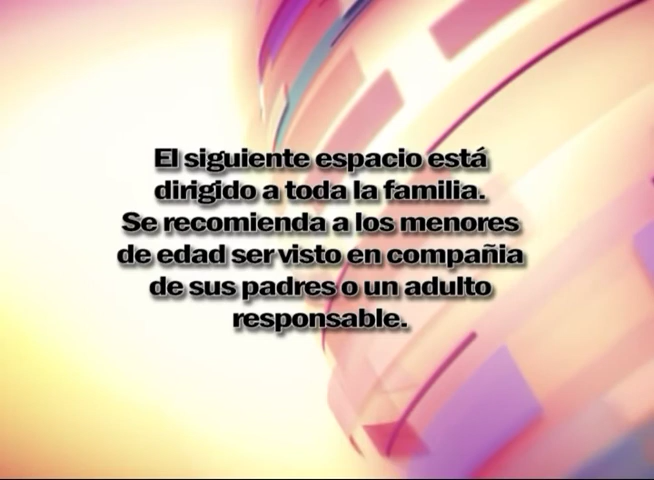 El siguiente espacio está
dirigido a toda la familia.
Se recomienda a los menores
de edad ser visto en compañia
de sus padres o un adulto
responsable.